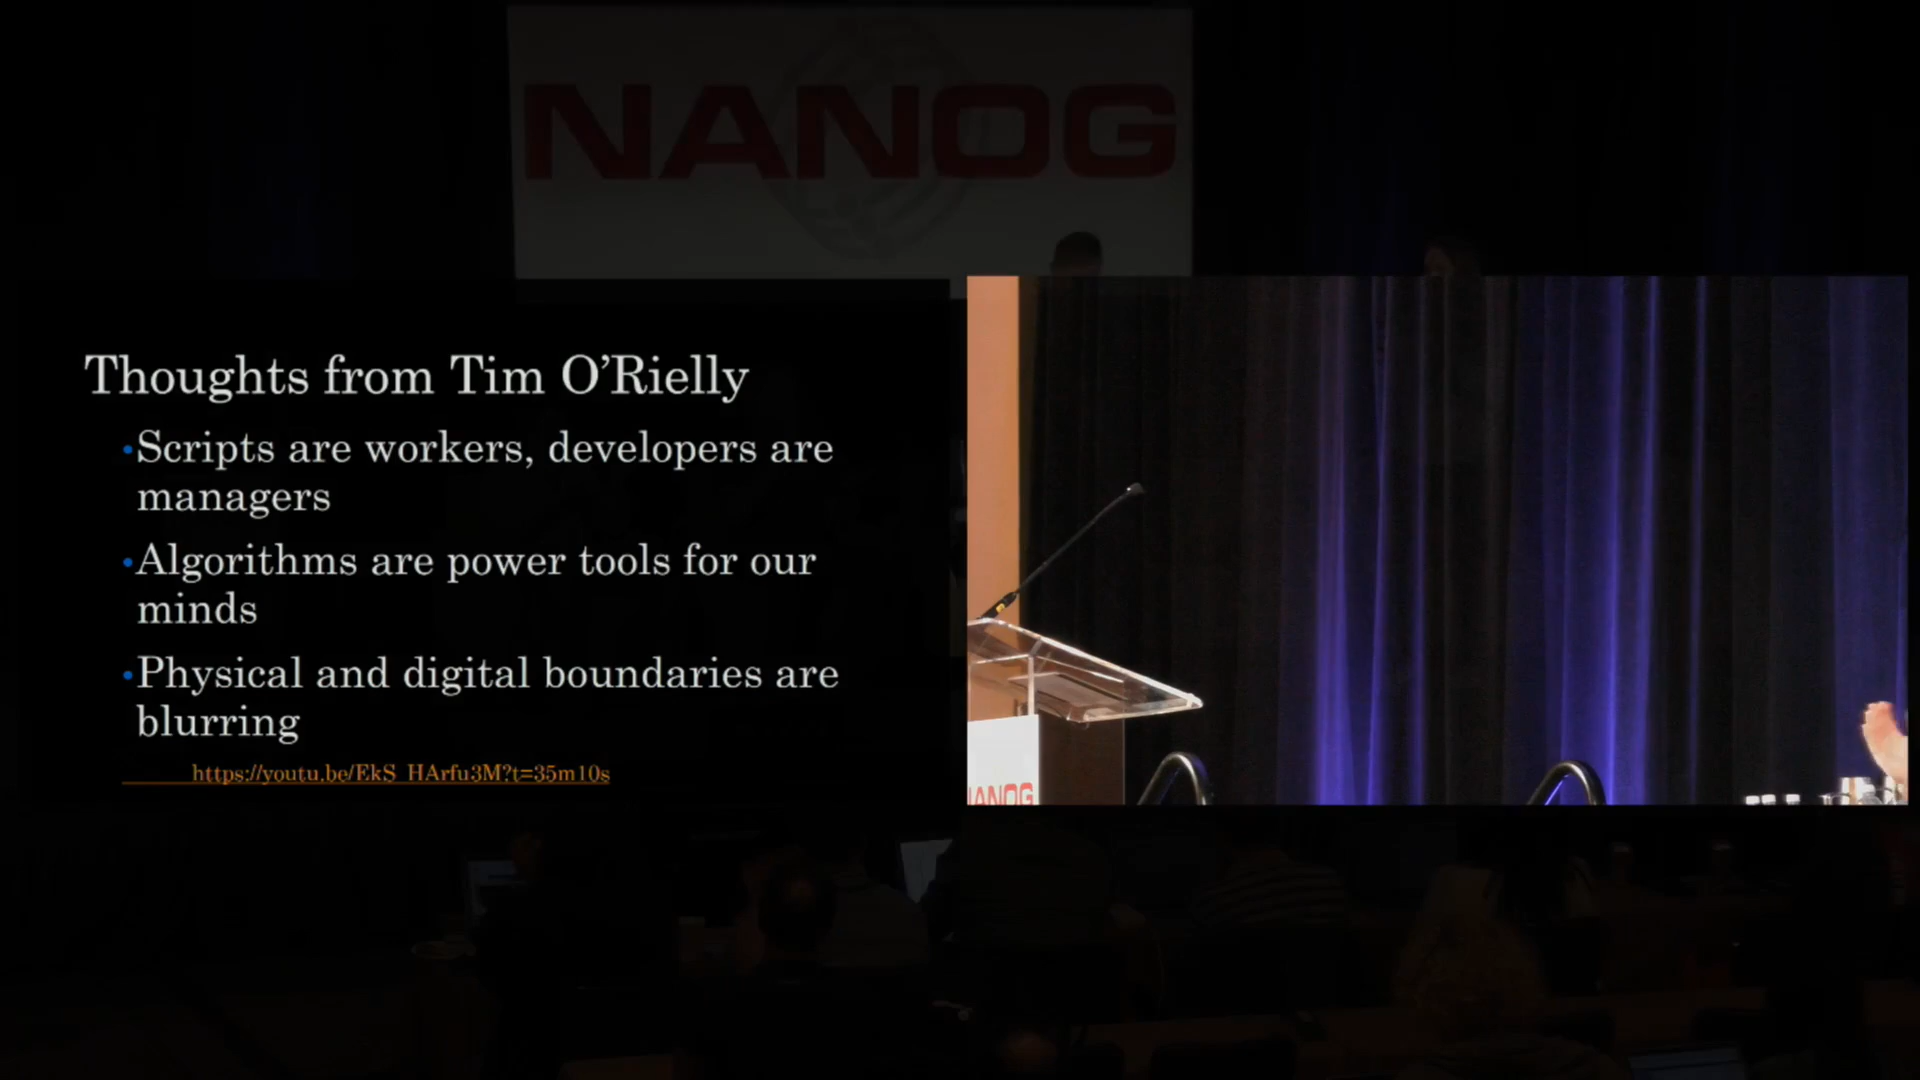 NANOG
Thoughts from Tim O’Rielly
•Scripts are workers, developers are
managers
•Algorithms are power tools for our
minds
•Physical and digital boundaries are
blurring
https://youtu.be/EkS_HArfu3M?t=35m10s
NANOG